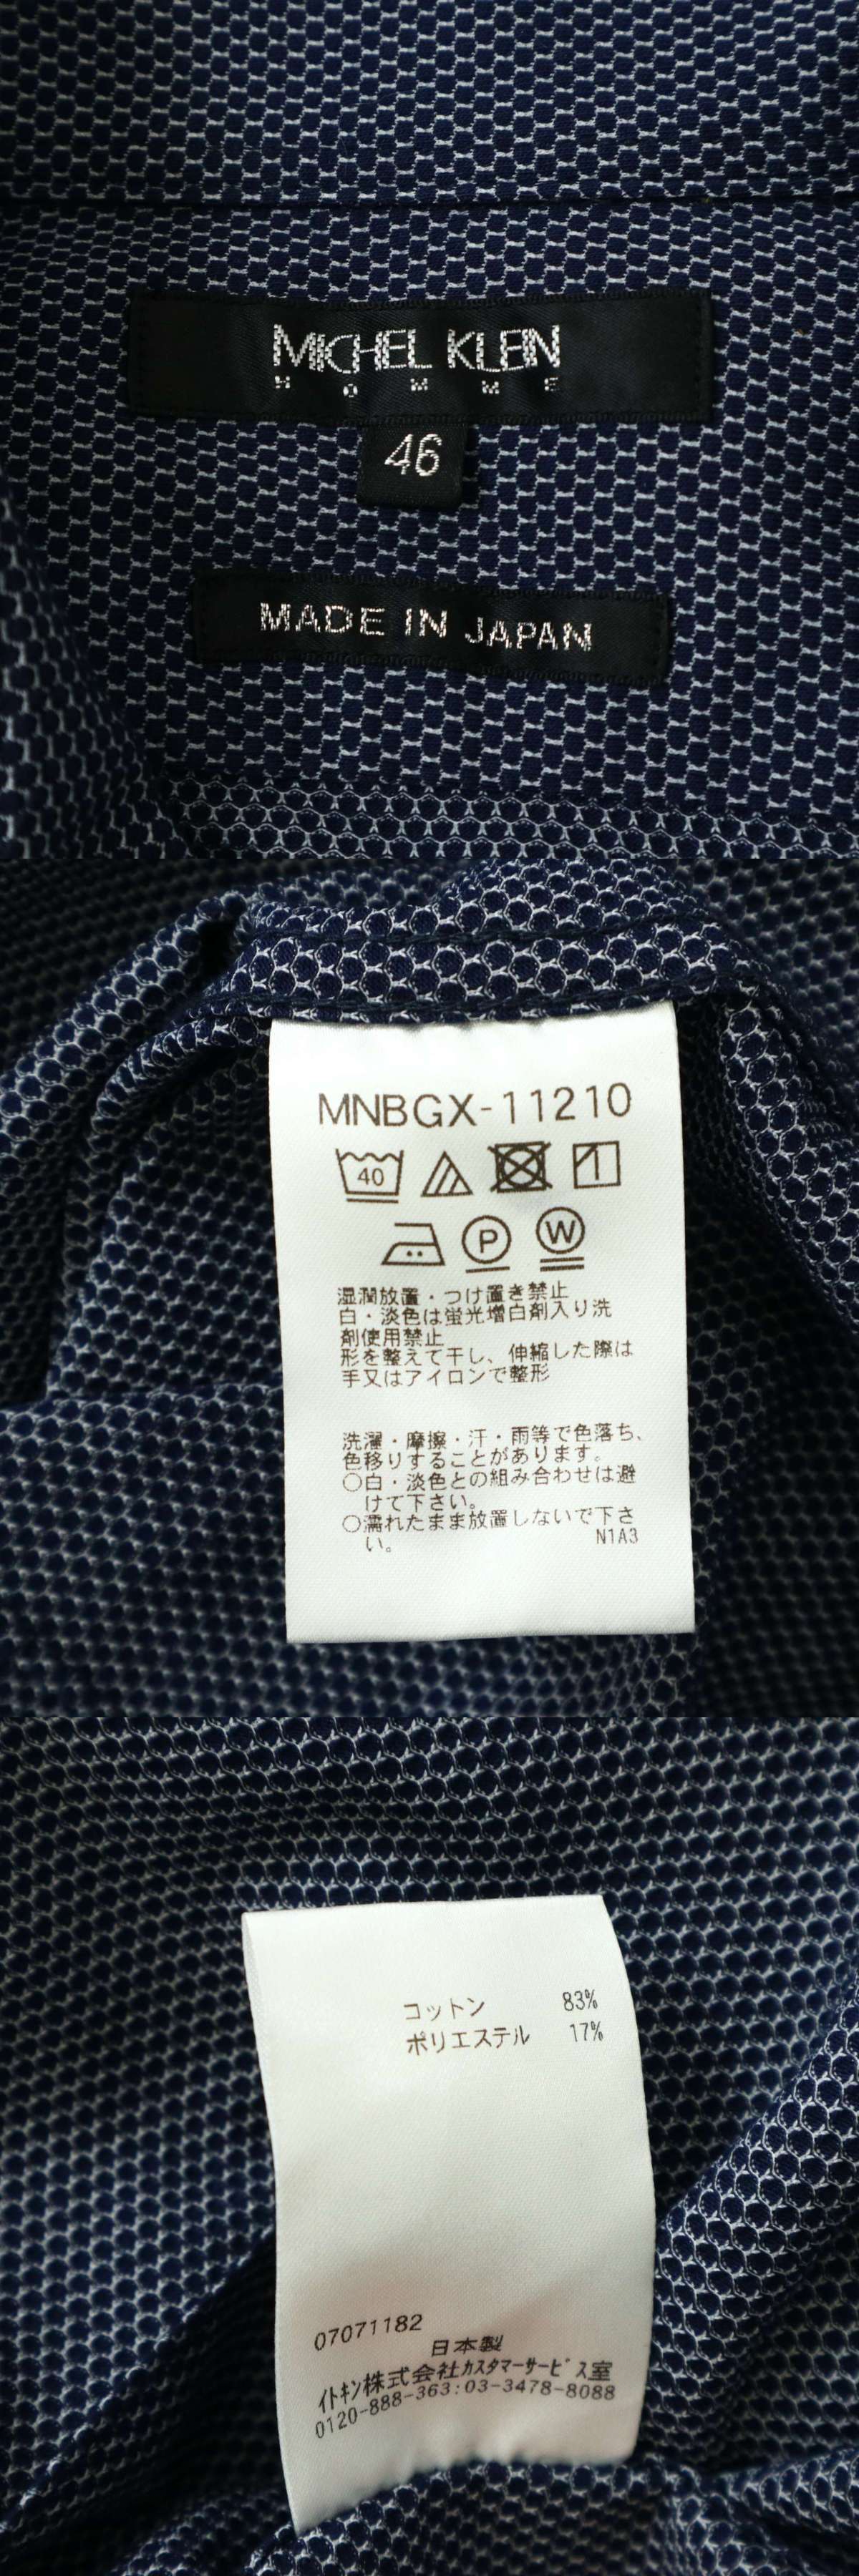 MICHEL KLEIN
HOMME
46
MADE IN JAPAN
MNBGX-11210
40
P
W
湿潤放置・つけ置き禁止
白・淡色は蛍光増白剤入り洗
剤使用禁止
形を整えて干し、伸縮した際は
手又はアイロンで整形
洗濯・摩擦・汗・雨等で色落ち、
色移りすることがあります。
○白・淡色との組み合わせは避
けて下さい。
○濡れたまま放置しないで下さ
い。
N1A3
コットン 83%
ポリエステル 17%
07071182
日本製
イトキン株式会社カスタマーサービス室
0120-888-363:03-3478-8088